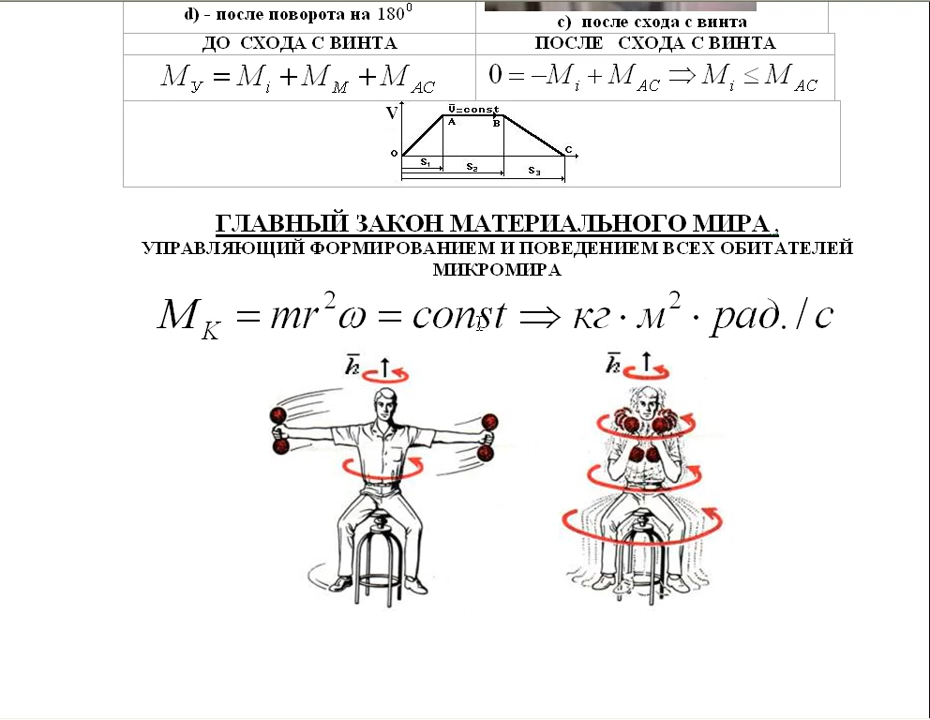 d) - после поворота на 180⁰
c) после схода с винта
ДО СХОДА С ВИНТА
ПОСЛЕ СХОДА С ВИНТА
M_У = M_i + M_M + M_AC
0 = -M_i + M_AC ⇒ M_i ≤ M_AC
V
V̄=const
A
B
O
C
S₁
S₂
S₃
ГЛАВНЫЙ ЗАКОН МАТЕРИАЛЬНОГО МИРА,
УПРАВЛЯЮЩИЙ ФОРМИРОВАНИЕМ И ПОВЕДЕНИЕМ ВСЕХ ОБИТАТЕЛЕЙ
МИКРОМИРА
M_K = mr²ω = const ⇒ кг · м² · рад. / с
h̄
h̄